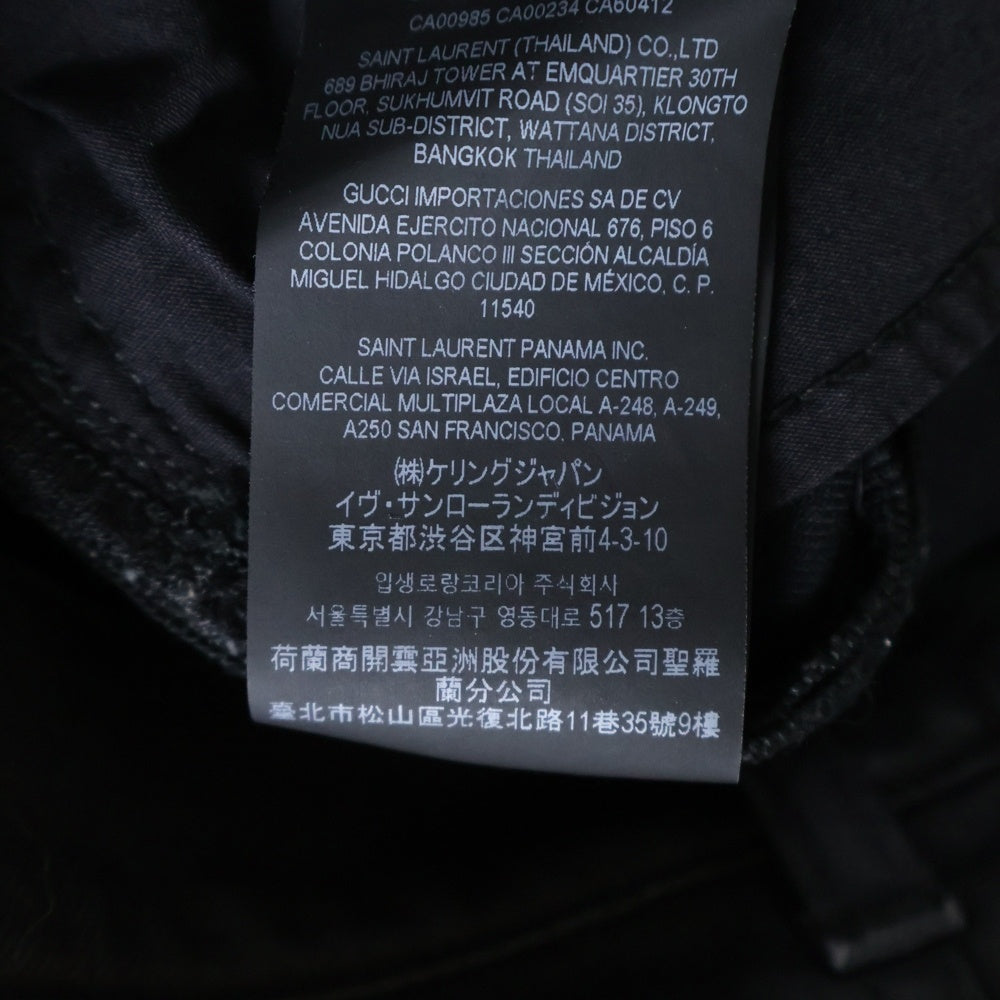 CA00985 CA00234 CA60412
SAINT LAURENT (THAILAND) CO.,LTD
689 BHIRAJ TOWER AT EMQUARTIER 30TH
FLOOR, SUKHUMVIT ROAD (SOI 35), KLONGTO
NUA SUB-DISTRICT, WATTANA DISTRICT,
BANGKOK THAILAND
GUCCI IMPORTACIONES SA DE CV
AVENIDA EJERCITO NACIONAL 676, PISO 6
COLONIA POLANCO III SECCIÓN ALCALDÍA
MIGUEL HIDALGO CIUDAD DE MÉXICO, C. P.
11540
SAINT LAURENT PANAMA INC.
CALLE VIA ISRAEL, EDIFICIO CENTRO
COMERCIAL MULTIPLAZA LOCAL A-248, A-249,
A250 SAN FRANCISCO. PANAMA
㈱ケリングジャパン
イヴ・サンローランディビジョン
東京都渋谷区神宮前4-3-10
입생로랑코리아 주식회사
서울특별시 강남구 영동대로 517 13층
荷蘭商開雲亞洲股份有限公司聖羅
蘭分公司
臺北市松山區光復北路11巷35號9樓